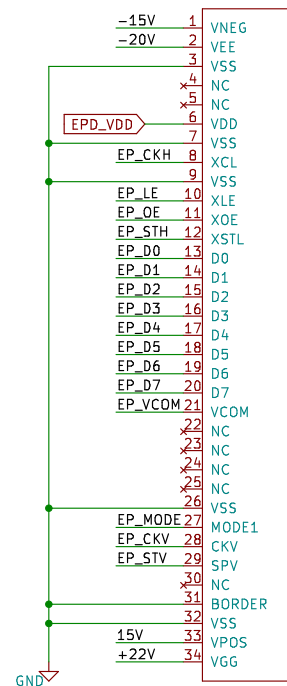 -15V 1 VNEG
-20V 2 VEE
3 VSS
4 NC
5 NC
EPD_VDD 6 VDD
7 VSS
EP_CKH 8 XCL
9 VSS
EP_LE 10 XLE
EP_OE 11 XOE
EP_STH 12 XSTL
EP_D0 13 D0
EP_D1 14 D1
EP_D2 15 D2
EP_D3 16 D3
EP_D4 17 D4
EP_D5 18 D5
EP_D6 19 D6
EP_D7 20 D7
EP_VCOM 21 VCOM
22 NC
23 NC
24 NC
25 NC
26 VSS
EP_MODE 27 MODE1
EP_CKV 28 CKV
EP_STV 29 SPV
30 NC
31 BORDER
32 VSS
15V 33 VPOS
+22V 34 VGG
GND